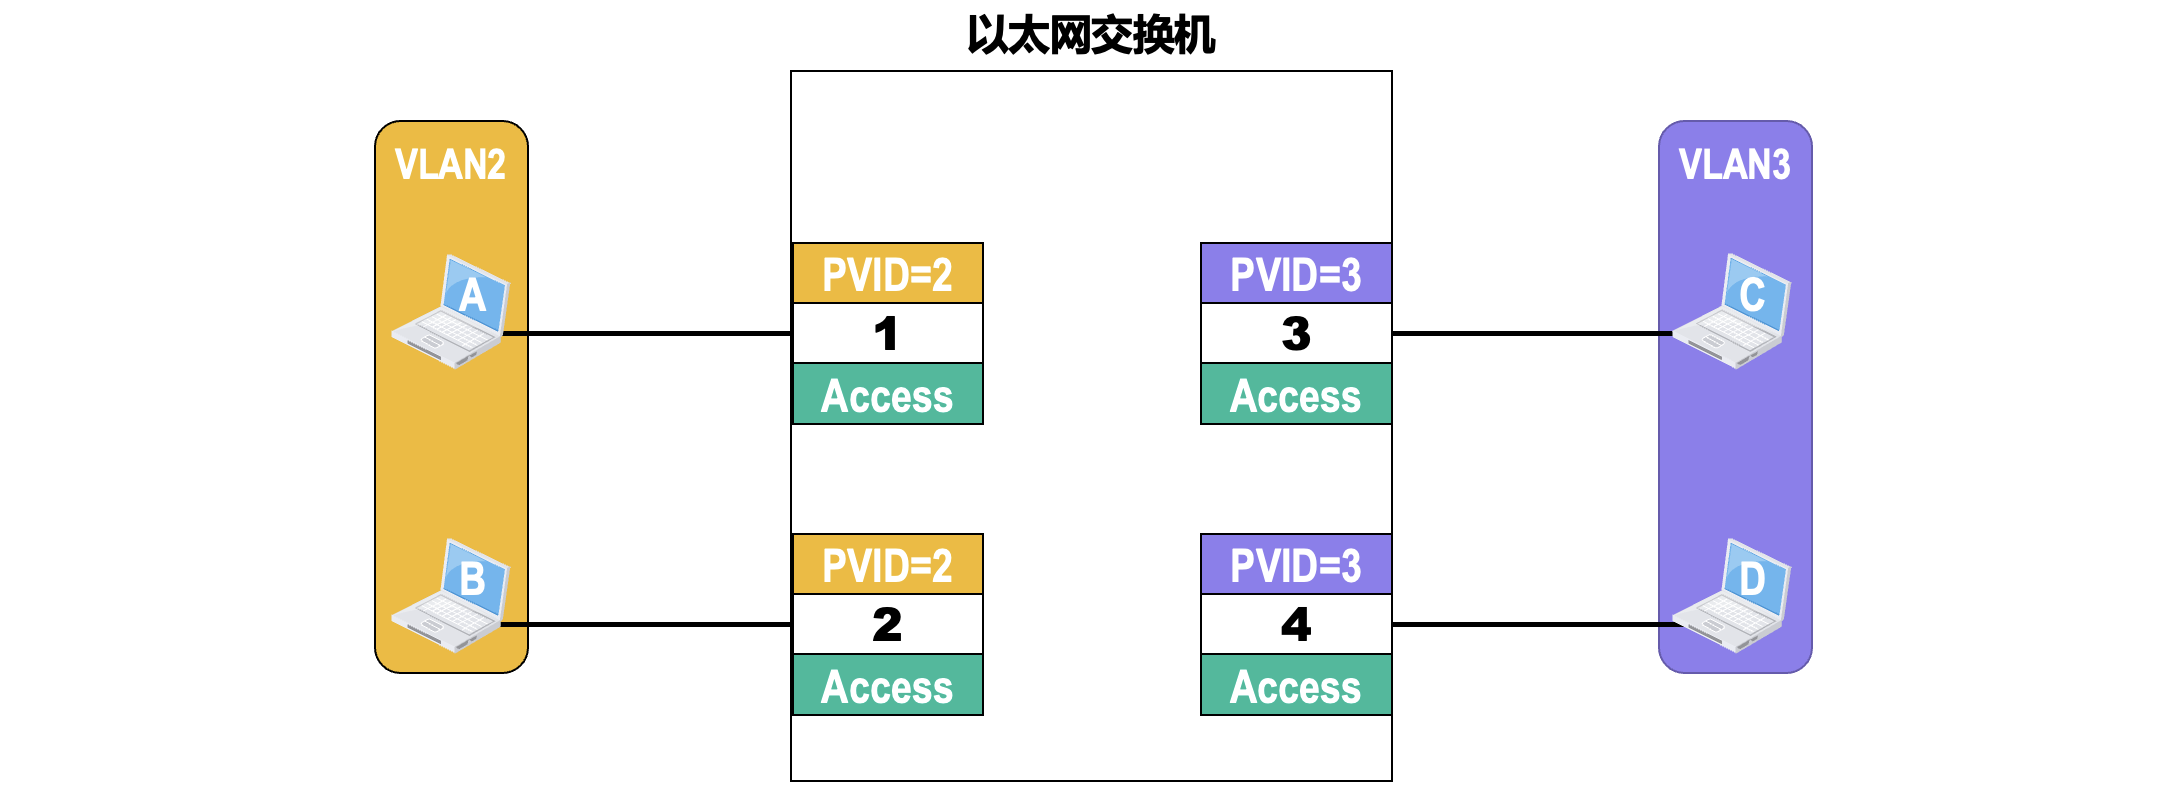 以太网交换机
VLAN2
VLAN3
PVID=2
PVID=3
A
1
3
C
Access
Access
PVID=2
PVID=3
B
2
4
D
Access
Access